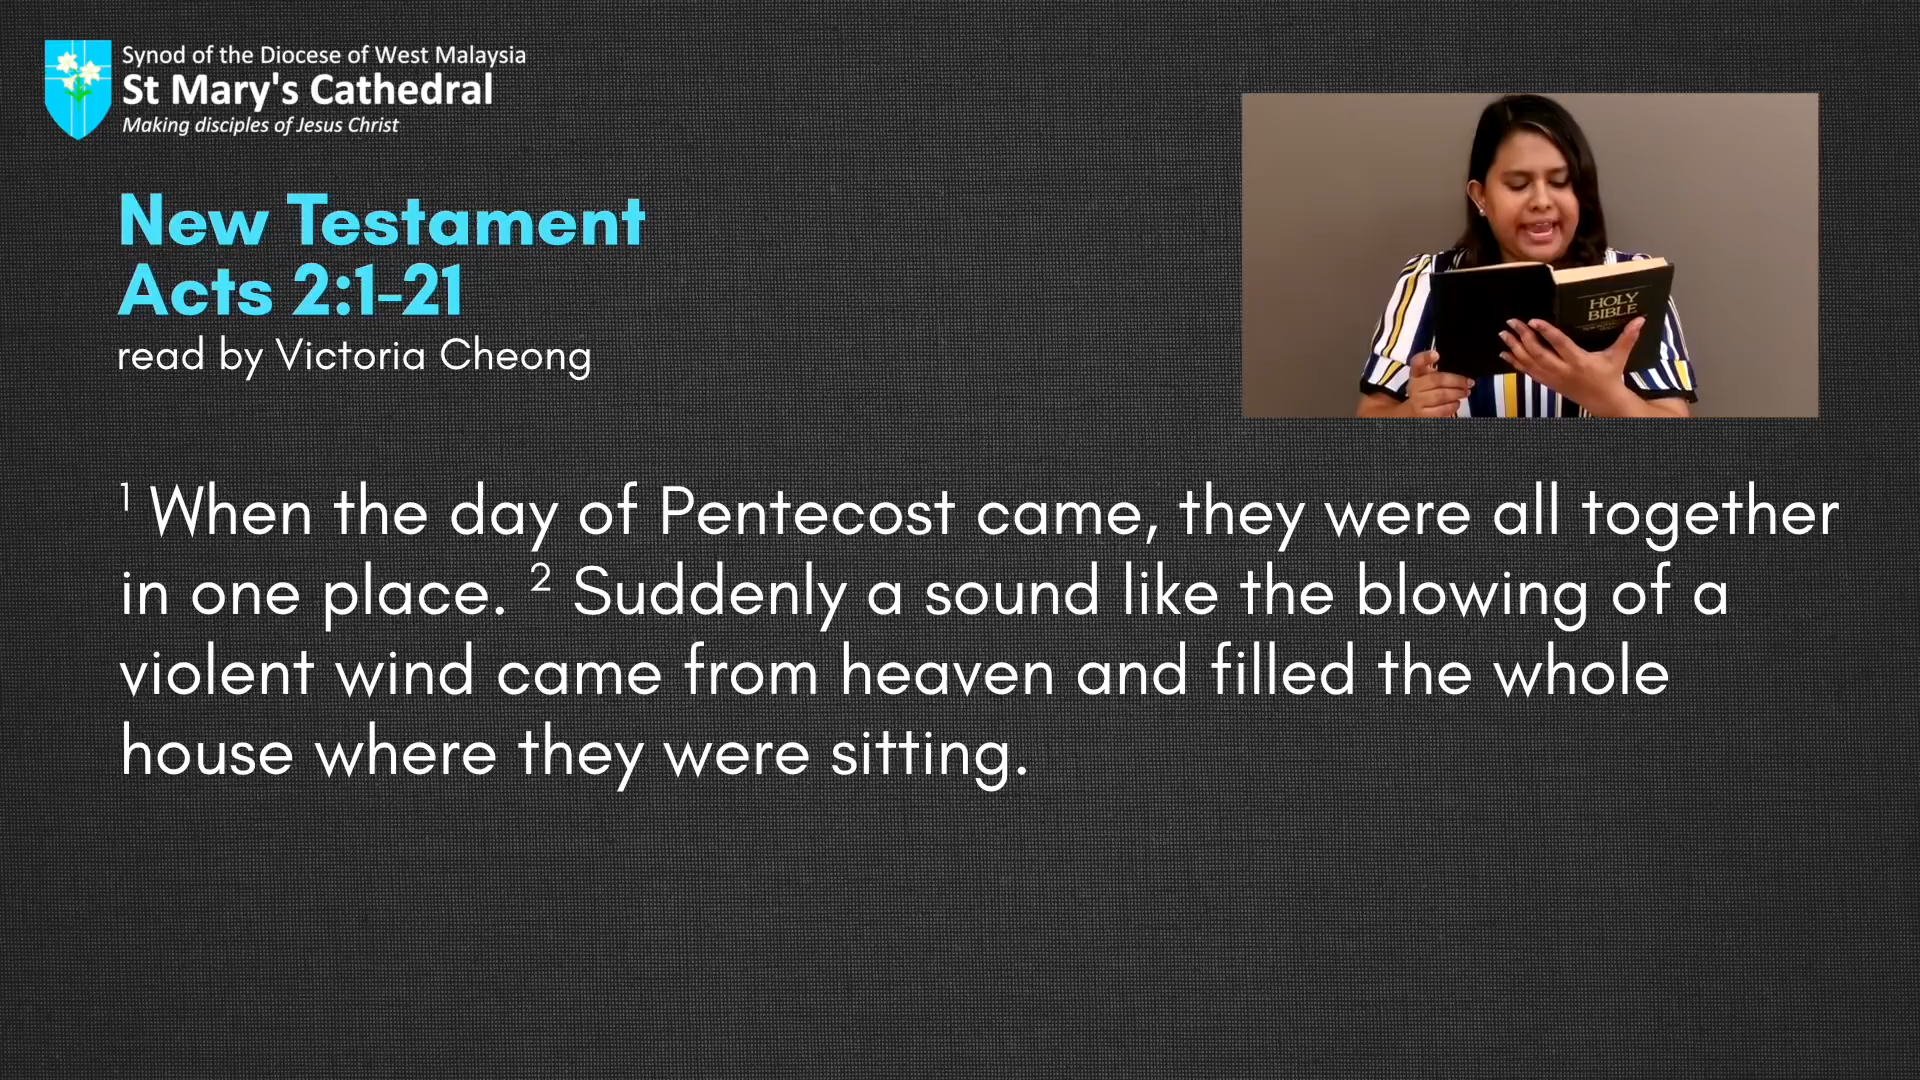 Synod of the Diocese of West Malaysia
St Mary's Cathedral
Making disciples of Jesus Christ
New Testament
Acts 2:1-21
read by Victoria Cheong
HOLY
BIBLE
¹ When the day of Pentecost came, they were all together
in one place. ² Suddenly a sound like the blowing of a
violent wind came from heaven and filled the whole
house where they were sitting.